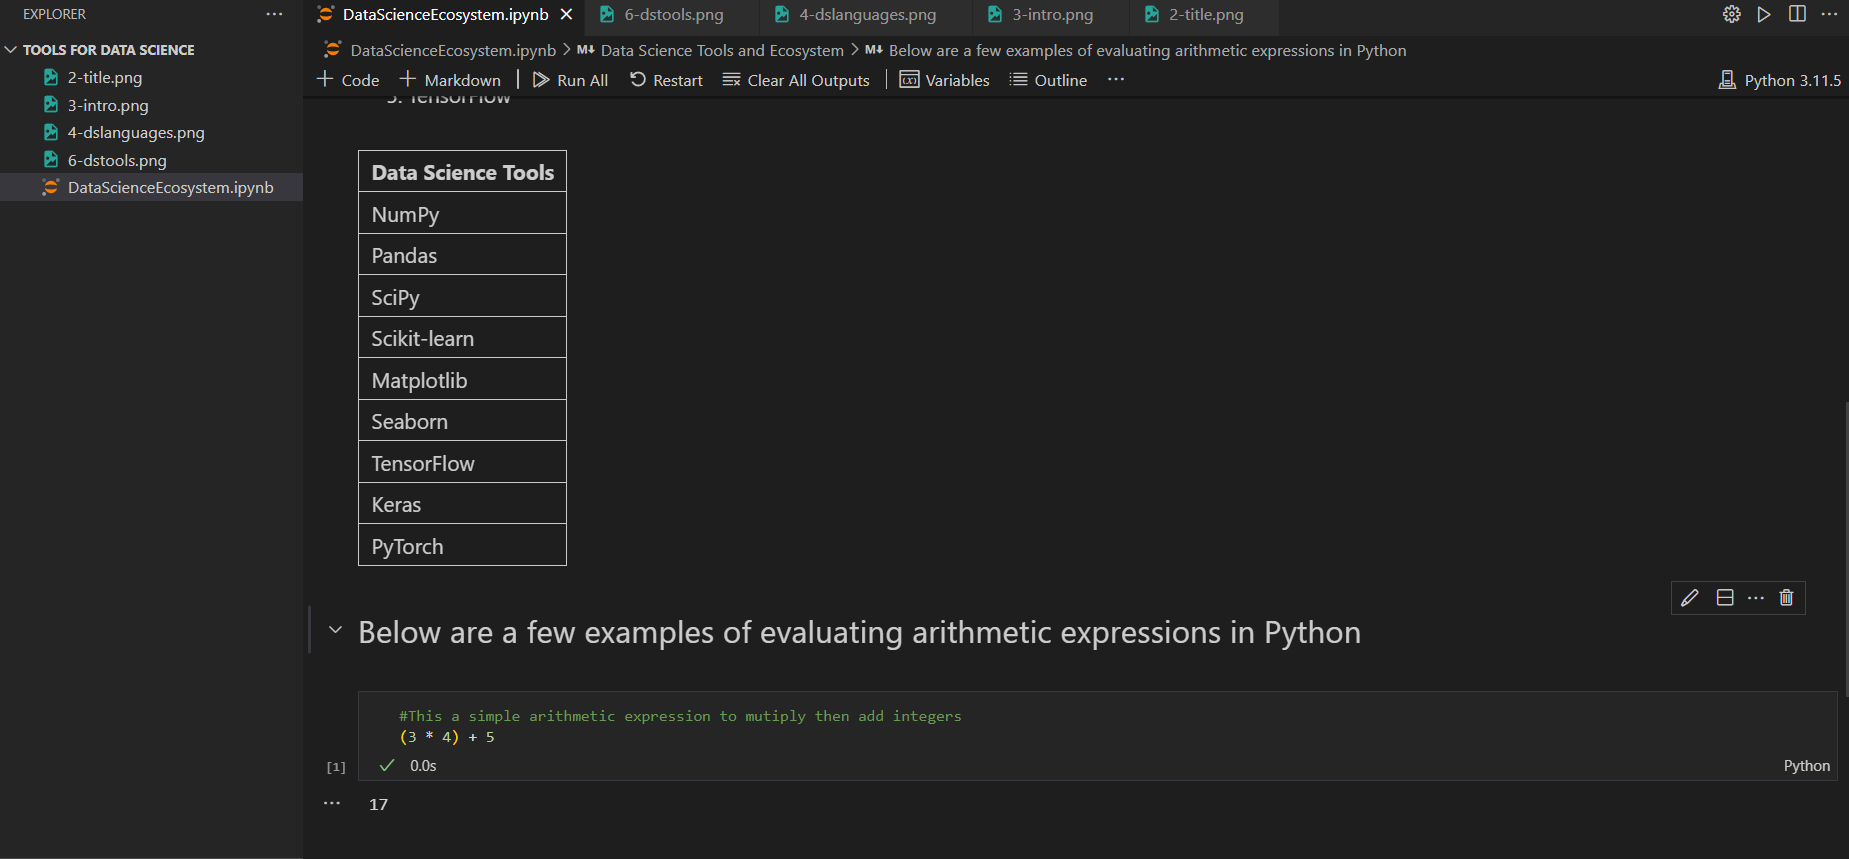 EXPLORER
TOOLS FOR DATA SCIENCE
2-title.png
3-intro.png
4-dslanguages.png
6-dstools.png
DataScienceEcosystem.ipynb
DataScienceEcosystem.ipynb 6-dstools.png 4-dslanguages.png 3-intro.png 2-title.png
DataScienceEcosystem.ipynb > M↓ Data Science Tools and Ecosystem > M↓ Below are a few examples of evaluating arithmetic expressions in Python
+ Code + Markdown | Run All Restart Clear All Outputs | Variables Outline ··· Python 3.11.5
5. TensorFlow
Data Science Tools
NumPy
Pandas
SciPy
Scikit-learn
Matplotlib
Seaborn
TensorFlow
Keras
PyTorch
Below are a few examples of evaluating arithmetic expressions in Python
#This a simple arithmetic expression to mutiply then add integers
(3 * 4) + 5
[1] ✓ 0.0s Python
··· 17